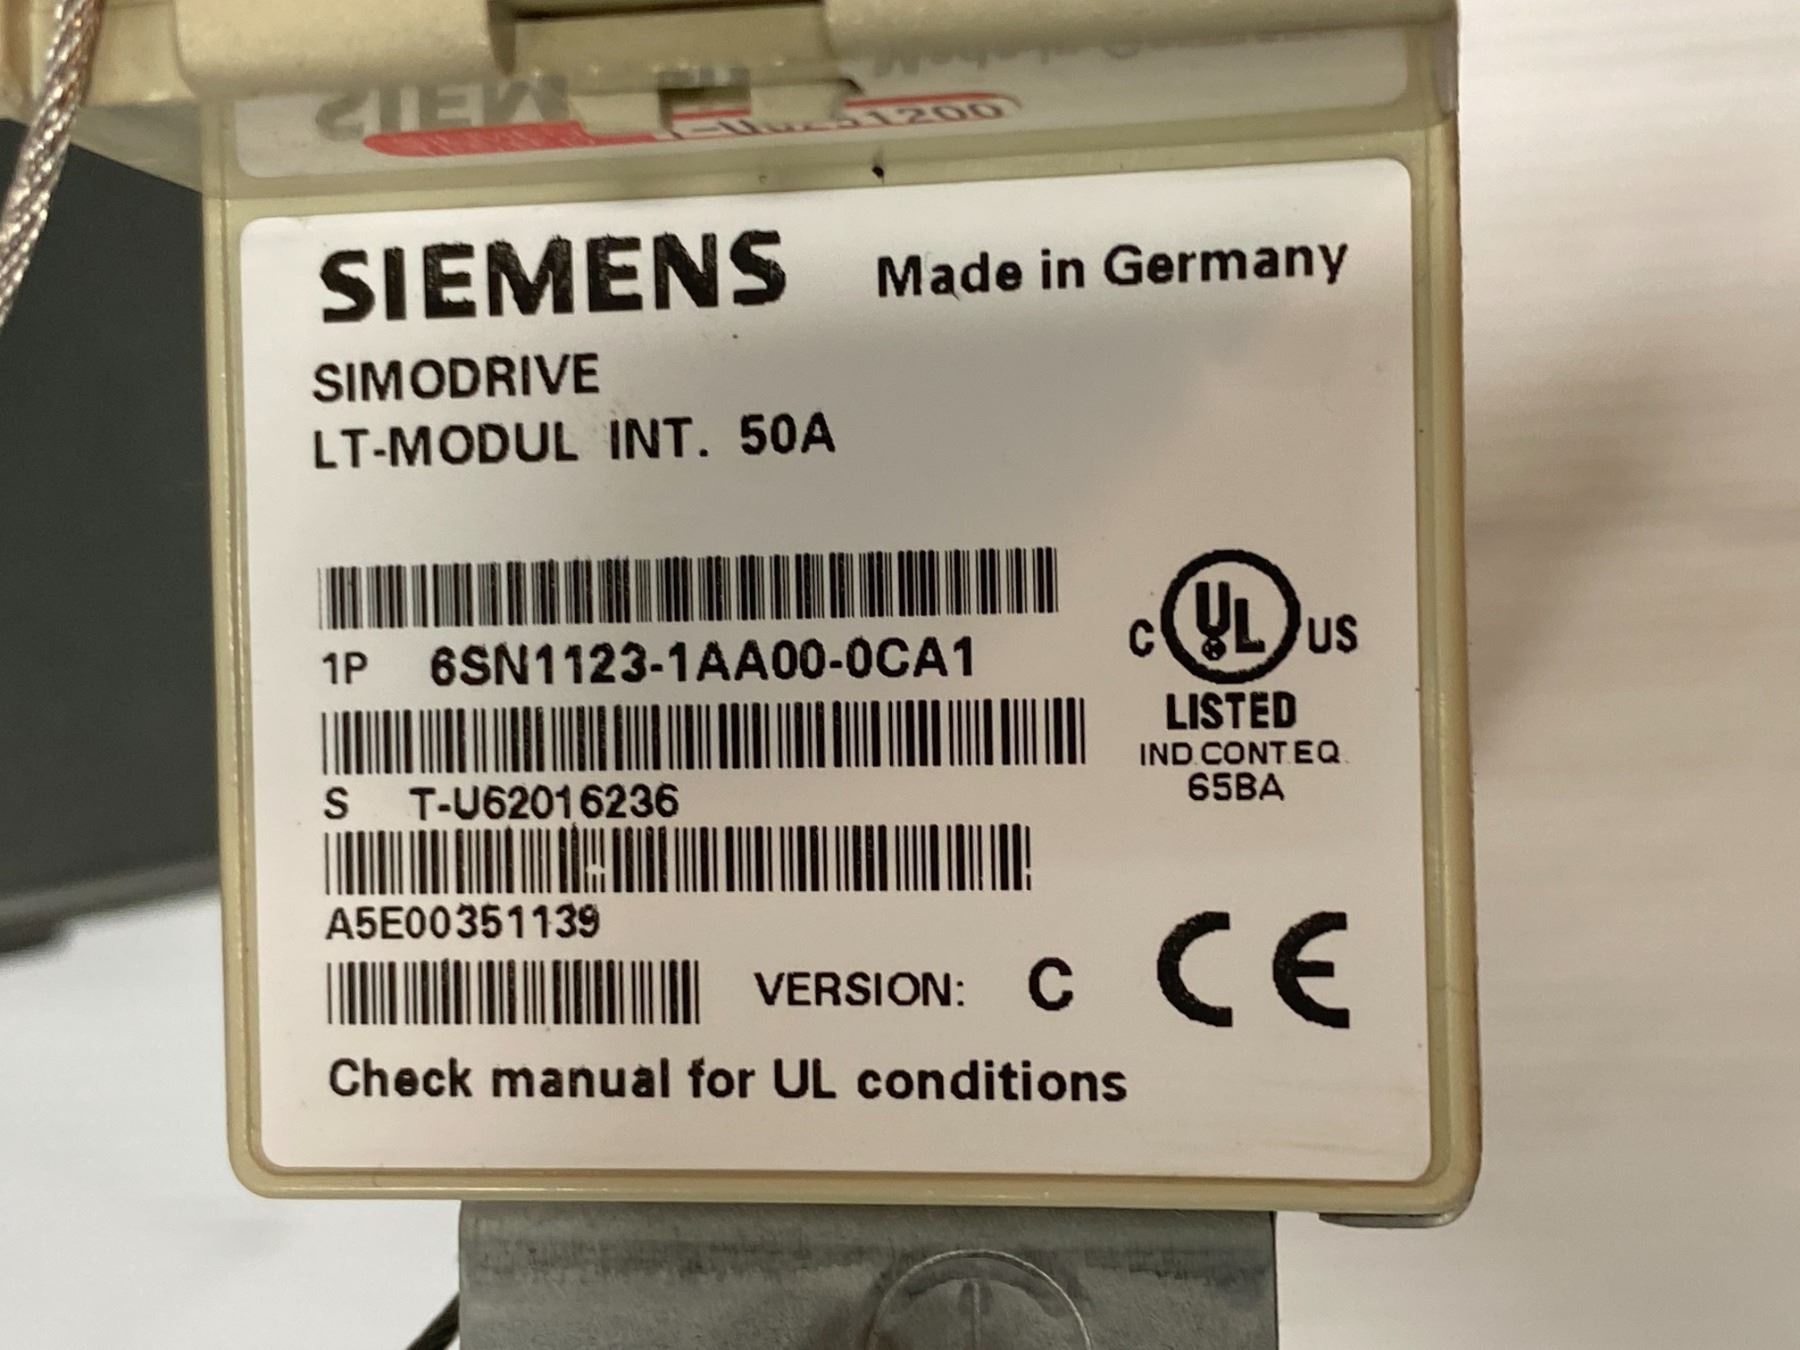 SIEMENS Made in Germany
SIMODRIVE
LT-MODUL INT. 50A
1P 6SN1123-1AA00-0CA1
C UL US
LISTED
IND.CONT.EQ.
65BA
S T-U62016236
A5E00351139
VERSION: C CE
Check manual for UL conditions